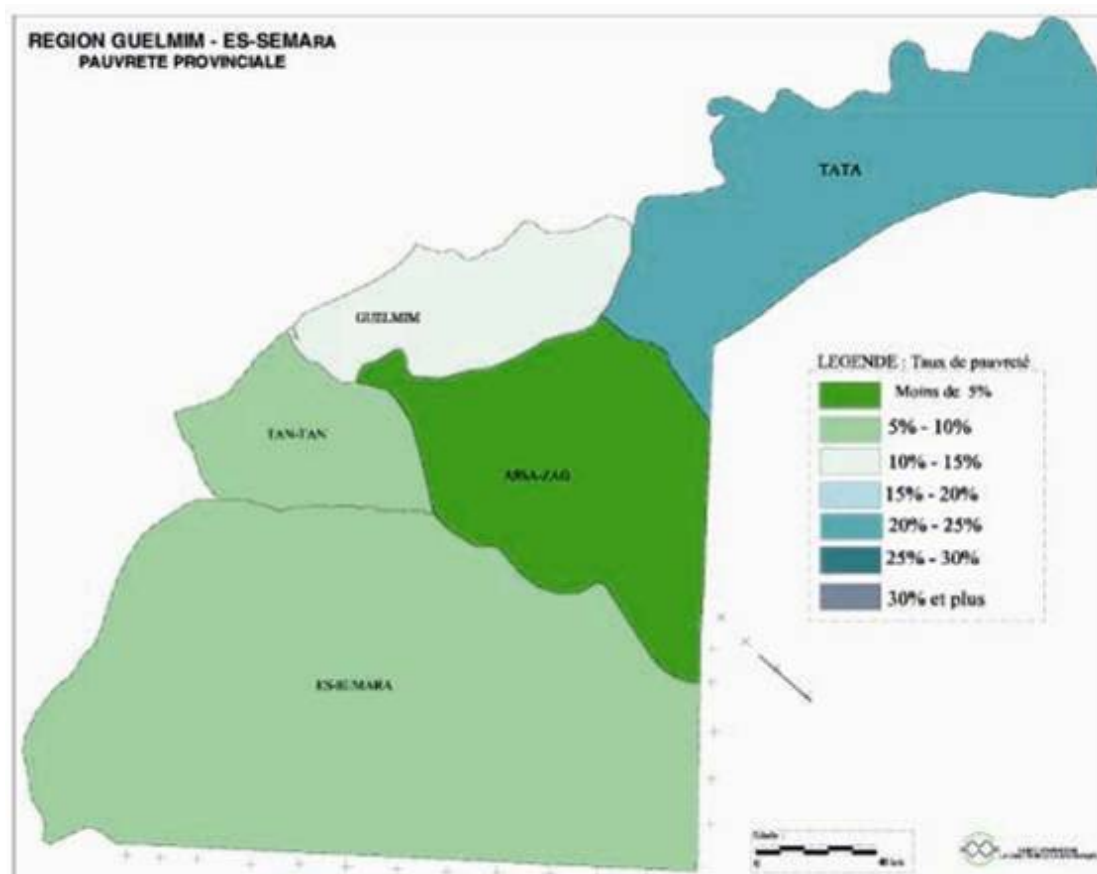 REGION GUELMIM - ES-SEMARA
PAUVRETE PROVINCIALE
TATA
GUELMIM
LEGENDE : Taux de pauvreté
Moins de 5%
5% - 10%
TAN-TAN
10% - 15%
ASSA-ZAG
15% - 20%
20% - 25%
25% - 30%
30% et plus
ES-SEMARA
0